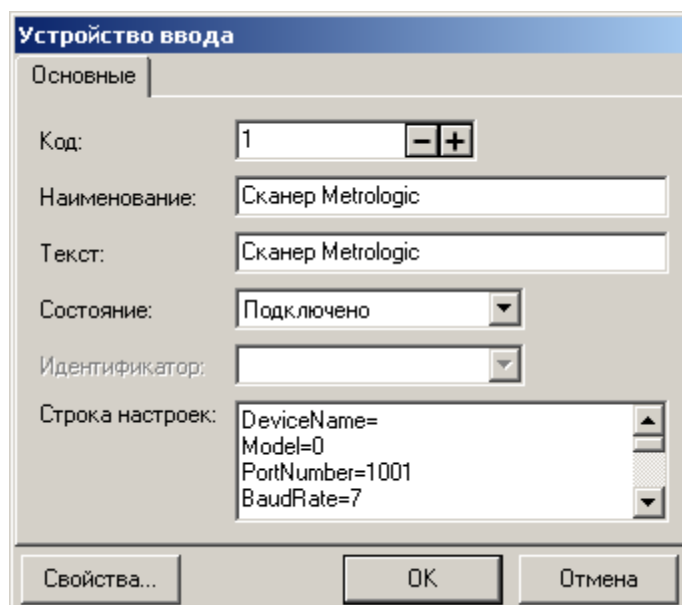 Устройство ввода
Основные
Код: 1
Наименование: Сканер Metrologic
Текст: Сканер Metrologic
Состояние: Подключено
Идентификатор:
Строка настроек: DeviceName=
Model=0
PortNumber=1001
BaudRate=7
Свойства... OK Отмена